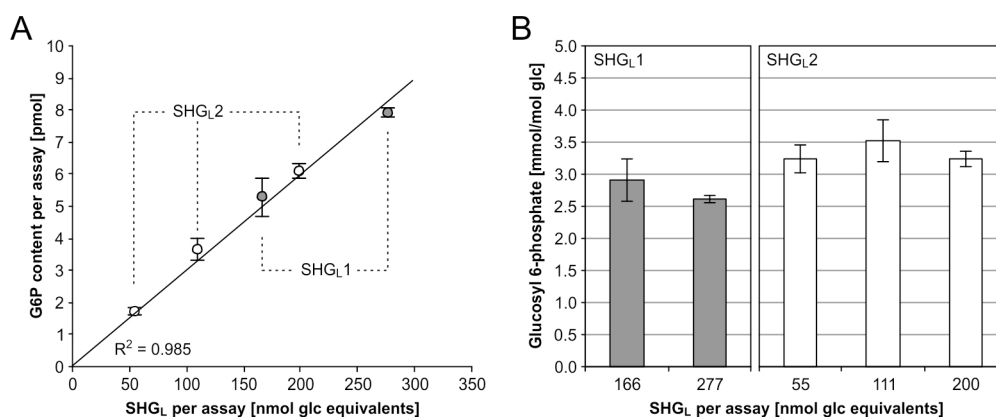 A
G6P content per assay [pmol]
10
9
8
7
6
5
4
3
2
1
0
SHGL2
SHGL1
R² = 0.985
0 50 100 150 200 250 300 350
SHGL per assay [nmol glc equivalents]
B
Glucosyl 6-phosphate [mmol/mol glc]
5.0
4.5
4.0
3.5
3.0
2.5
2.0
1.5
1.0
0.5
0.0
SHGL1 SHGL2
166 277 55 111 200
SHGL per assay [nmol glc equivalents]